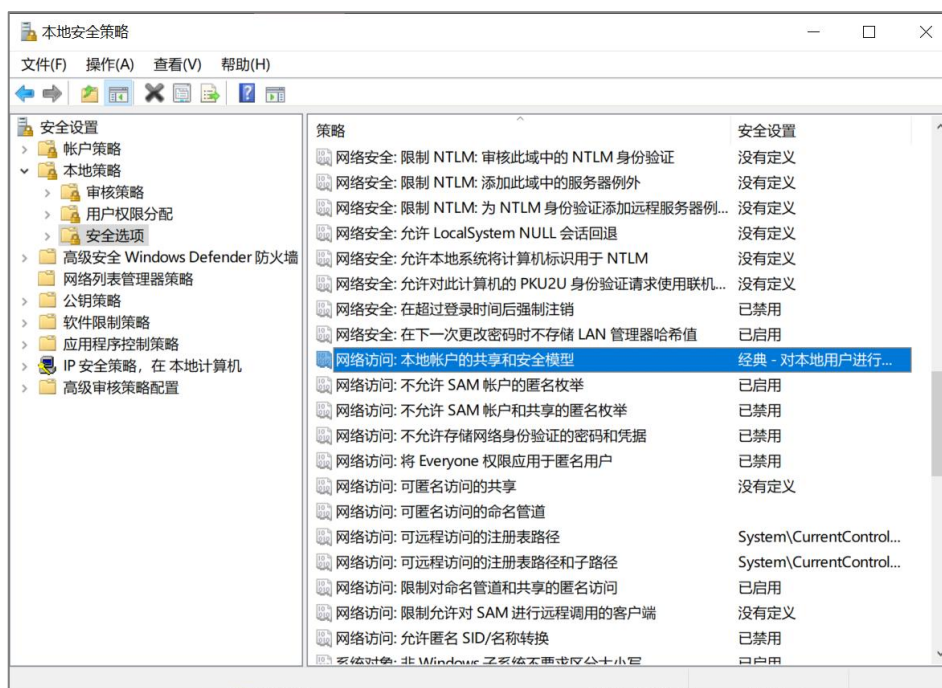 本地安全策略
文件(F) 操作(A) 查看(V) 帮助(H)
安全设置
帐户策略
本地策略
审核策略
用户权限分配
安全选项
高级安全 Windows Defender 防火墙
网络列表管理器策略
公钥策略
软件限制策略
应用程序控制策略
IP 安全策略，在 本地计算机
高级审核策略配置
策略 安全设置
网络安全: 限制 NTLM: 审核此域中的 NTLM 身份验证 没有定义
网络安全: 限制 NTLM: 添加此域中的服务器例外 没有定义
网络安全: 限制 NTLM: 为 NTLM 身份验证添加远程服务器例... 没有定义
网络安全: 允许 LocalSystem NULL 会话回退 没有定义
网络安全: 允许本地系统将计算机标识用于 NTLM 没有定义
网络安全: 允许对此计算机的 PKU2U 身份验证请求使用联机... 没有定义
网络安全: 在超过登录时间后强制注销 已禁用
网络安全: 在下一次更改密码时不存储 LAN 管理器哈希值 已启用
网络访问: 本地帐户的共享和安全模型 经典 - 对本地用户进行...
网络访问: 不允许 SAM 帐户的匿名枚举 已启用
网络访问: 不允许 SAM 帐户和共享的匿名枚举 已禁用
网络访问: 不允许存储网络身份验证的密码和凭据 已禁用
网络访问: 将 Everyone 权限应用于匿名用户 已禁用
网络访问: 可匿名访问的共享 没有定义
网络访问: 可匿名访问的命名管道
网络访问: 可远程访问的注册表路径 System\CurrentControl...
网络访问: 可远程访问的注册表路径和子路径 System\CurrentControl...
网络访问: 限制对命名管道和共享的匿名访问 已启用
网络访问: 限制允许对 SAM 进行远程调用的客户端 没有定义
网络访问: 允许匿名 SID/名称转换 已禁用
系统对象: 非 Windows 子系统不要求区分大小写 已启用